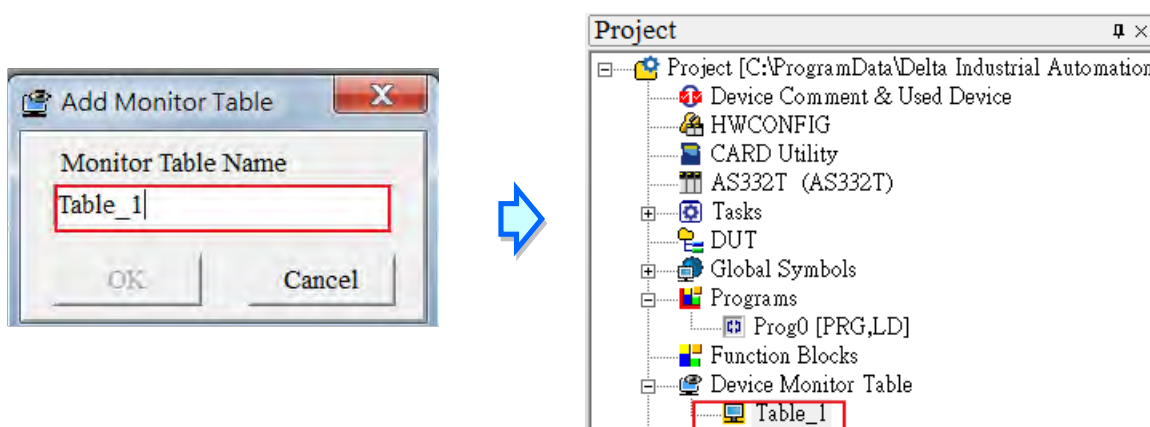 Add Monitor Table
Monitor Table Name
Table_1
OK
Cancel
Project
Project [C:\ProgramData\Delta Industrial Automation
Device Comment & Used Device
HWCONFIG
CARD Utility
AS332T (AS332T)
Tasks
DUT
Global Symbols
Programs
Prog0 [PRG,LD]
Function Blocks
Device Monitor Table
Table_1